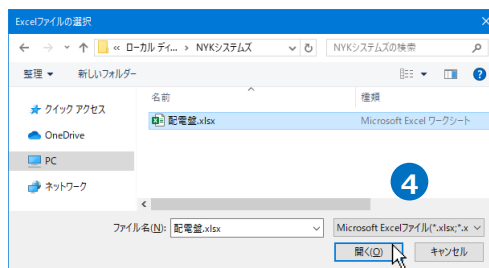 Excelファイルの選択
« ローカル ディ... › NYKシステムズ
NYKシステムズの検索
整理 ▼ 新しいフォルダー
名前 種類
クイック アクセス
配電盤.xlsx Microsoft Excel ワークシート
OneDrive
PC
ネットワーク
4
ファイル名(N): 配電盤.xlsx Microsoft Excelファイル(*.xlsx;*.x
開く(O) キャンセル